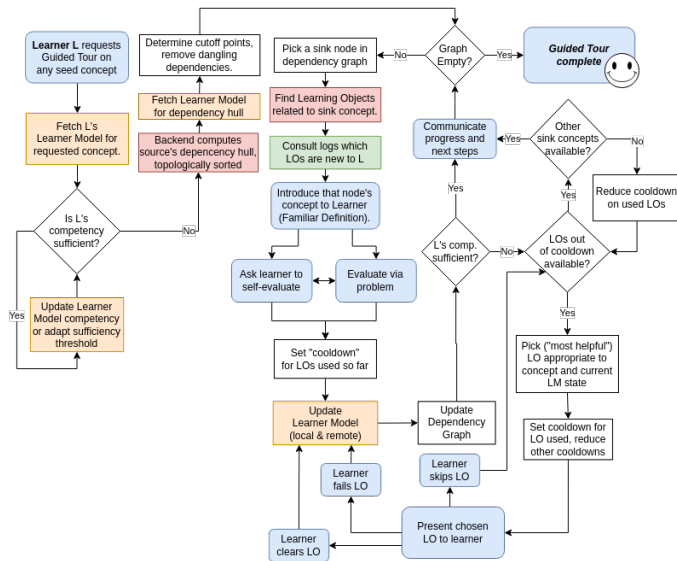 Learner L requests
Guided Tour on
any seed concept
Fetch L's
Learner Model for
requested concept.
Is L's
competency
sufficient?
Yes
No
Update Learner
Model competency
or adapt sufficiency
threshold
Determine cutoff points,
remove dangling
dependencies.
Fetch Learner Model
for dependency hull
Backend computes
source's depencency hull,
topologically sorted
Pick a sink node in
dependency graph
No
Graph
Empty?
Yes
Guided Tour
complete
Find Learning Objects
related to sink concept.
Consult logs which
LOs are new to L
Introduce that node's
concept to Learner
(Familiar Definition).
Ask learner to
self-evaluate
Evaluate via
problem
Set "cooldown"
for LOs used so far
Update
Learner Model
(local & remote)
Update
Dependency
Graph
Communicate
progress and
next steps
Yes
Other
sink concepts
available?
No
Yes
Yes
Reduce cooldown
on used LOs
L's comp.
sufficient?
No
LOs out
of cooldown
available?
Yes
Pick ("most helpful")
LO appropriate to
concept and current
LM state
Set cooldown for
LO used, reduce
other cooldowns
Learner
fails LO
Learner
skips LO
Learner
clears LO
Present chosen
LO to learner